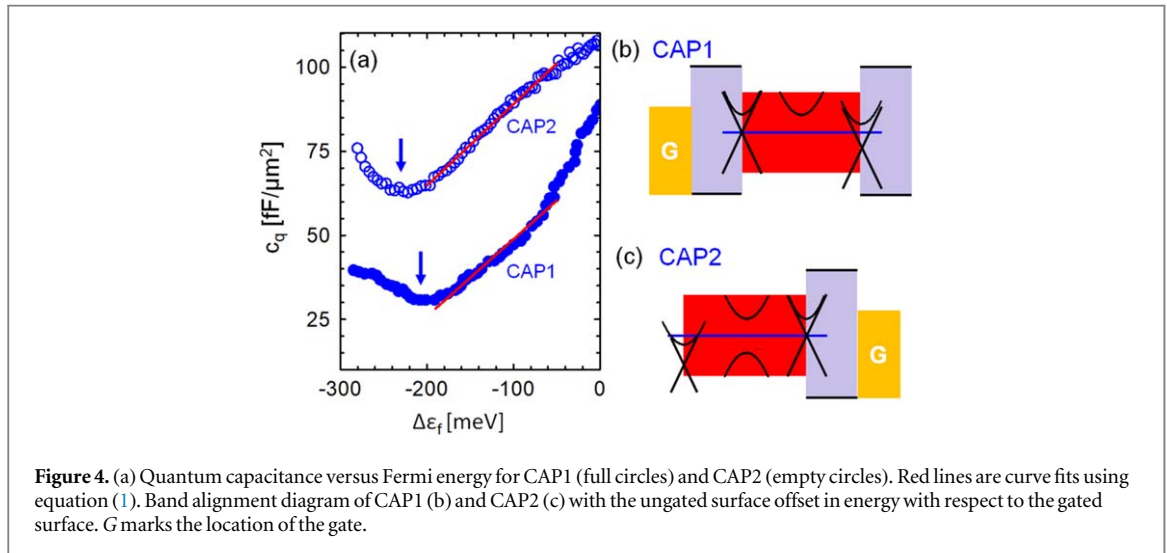 (a)
100
75
50
25
c_q [fF/μm²]
CAP2
CAP1
-300 -200 -100 0
Δε_f [meV]
(b) CAP1
G
(c) CAP2
G
Figure 4. (a) Quantum capacitance versus Fermi energy for CAP1 (full circles) and CAP2 (empty circles). Red lines are curve fits using
equation (1). Band alignment diagram of CAP1 (b) and CAP2 (c) with the ungated surface offset in energy with respect to the gated
surface. G marks the location of the gate.